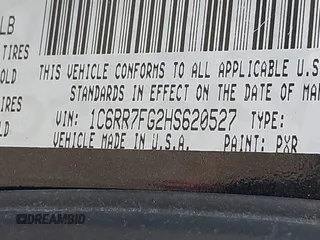 LB
TIRES
OLD
IRES
OLD
THIS VEHICLE CONFORMS TO ALL APPLICABLE U.S
STANDARDS IN EFFECT ON THE DATE OF MA
VIN: 1C6RR7FG2HS620527 TYPE:
VEHICLE MADE IN U.S.A. PAINT: PXR
DREAMBID